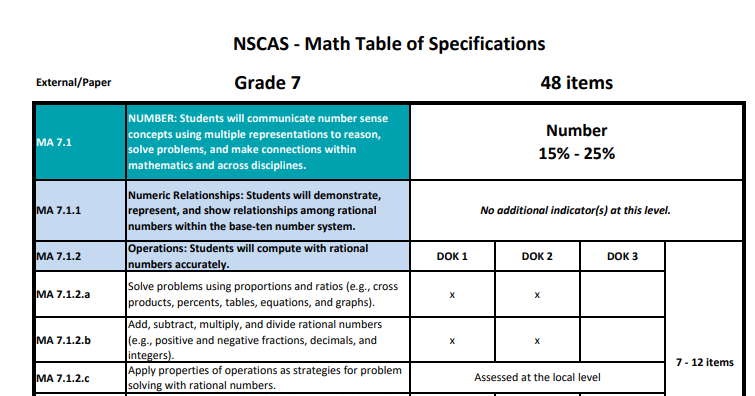 NSCAS - Math Table of Specifications
External/Paper
Grade 7
48 items
MA 7.1
NUMBER: Students will communicate number sense
concepts using multiple representations to reason,
solve problems, and make connections within
mathematics and across disciplines.
Number
15% - 25%
MA 7.1.1
Numeric Relationships: Students will demonstrate,
represent, and show relationships among rational
numbers within the base-ten number system.
No additional indicator(s) at this level.
MA 7.1.2
Operations: Students will compute with rational
numbers accurately.
DOK 1
DOK 2
DOK 3
MA 7.1.2.a
Solve problems using proportions and ratios (e.g., cross
products, percents, tables, equations, and graphs).
x
x
MA 7.1.2.b
Add, subtract, multiply, and divide rational numbers
(e.g., positive and negative fractions, decimals, and
integers).
x
x
7 - 12 items
MA 7.1.2.c
Apply properties of operations as strategies for problem
solving with rational numbers.
Assessed at the local level